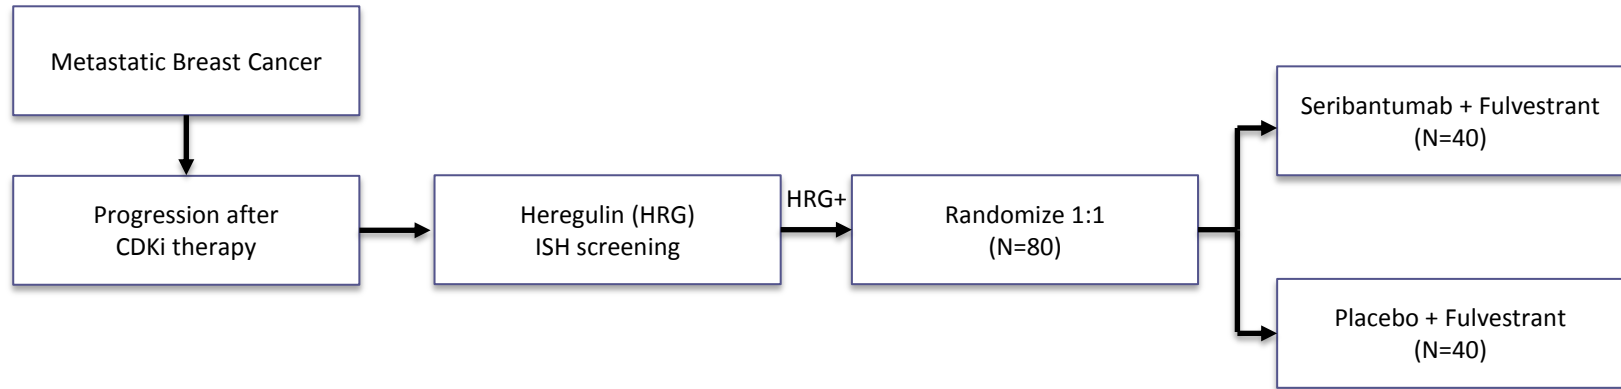 Metastatic Breast Cancer
Progression after
CDKi therapy
Heregulin (HRG)
ISH screening
HRG+
Randomize 1:1
(N=80)
Seribantumab + Fulvestrant
(N=40)
Placebo + Fulvestrant
(N=40)